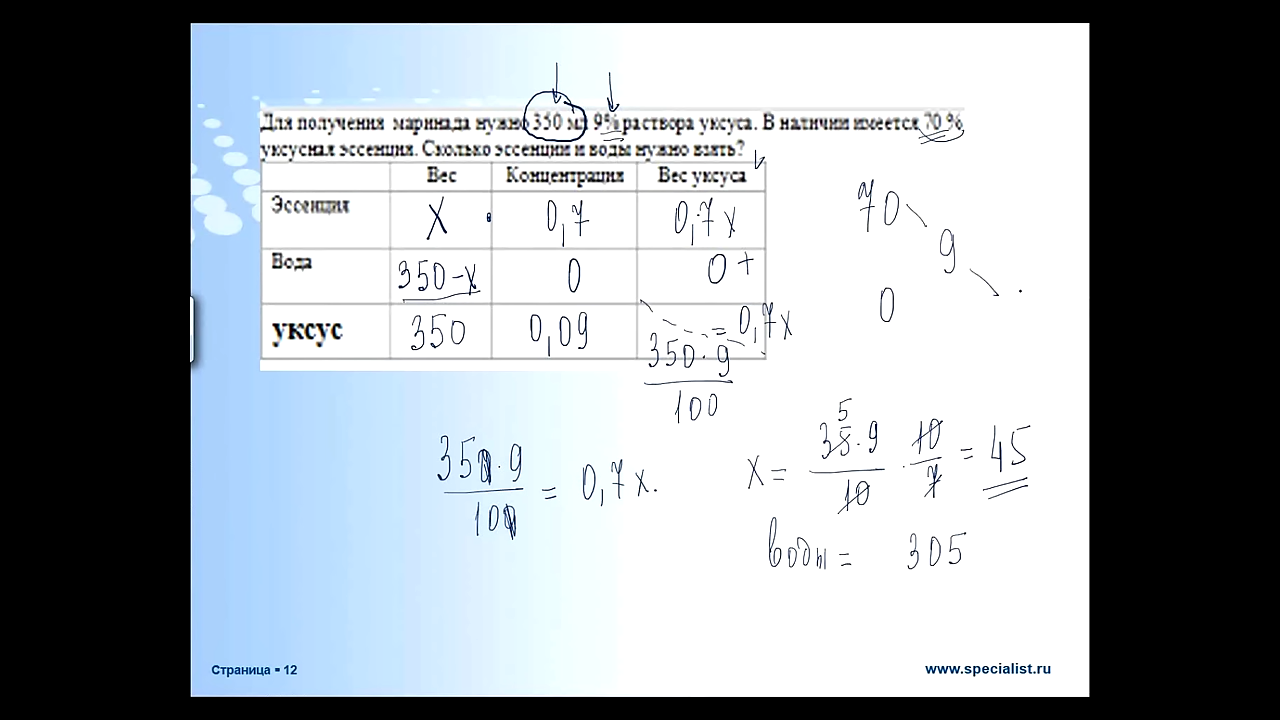 Для получения маринада нужно 350 мл 9% раствора уксуса. В наличии имеется 70 %
уксусная эссенция. Сколько эссенции и воды нужно взять?
Вес Концентрация Вес уксуса
Эссенция x 0,7 0,7x
Вода 350-x 0 0 +
уксус 350 0,09 350·9/100 = 0,7x
70
9
0
350·9/100 = 0,7x.
x = 35·9/10 · 10/7 = 45
5
воды = 305
Страница ▪ 12
www.specialist.ru